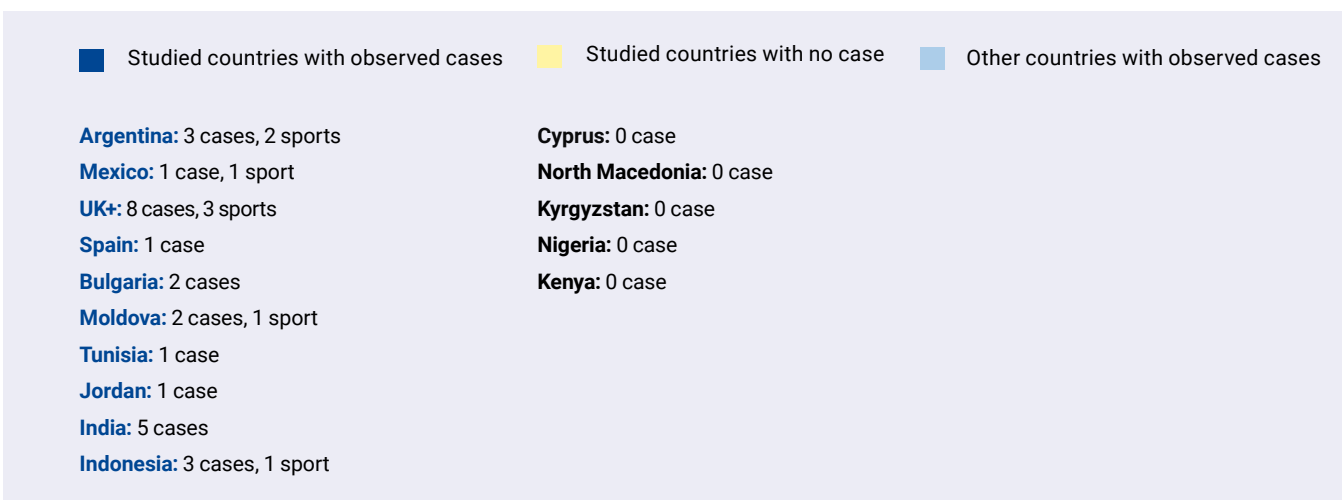 Studied countries with observed cases
Studied countries with no case
Other countries with observed cases
Argentina: 3 cases, 2 sports
Mexico: 1 case, 1 sport
UK+: 8 cases, 3 sports
Spain: 1 case
Bulgaria: 2 cases
Moldova: 2 cases, 1 sport
Tunisia: 1 case
Jordan: 1 case
India: 5 cases
Indonesia: 3 cases, 1 sport
Cyprus: 0 case
North Macedonia: 0 case
Kyrgyzstan: 0 case
Nigeria: 0 case
Kenya: 0 case